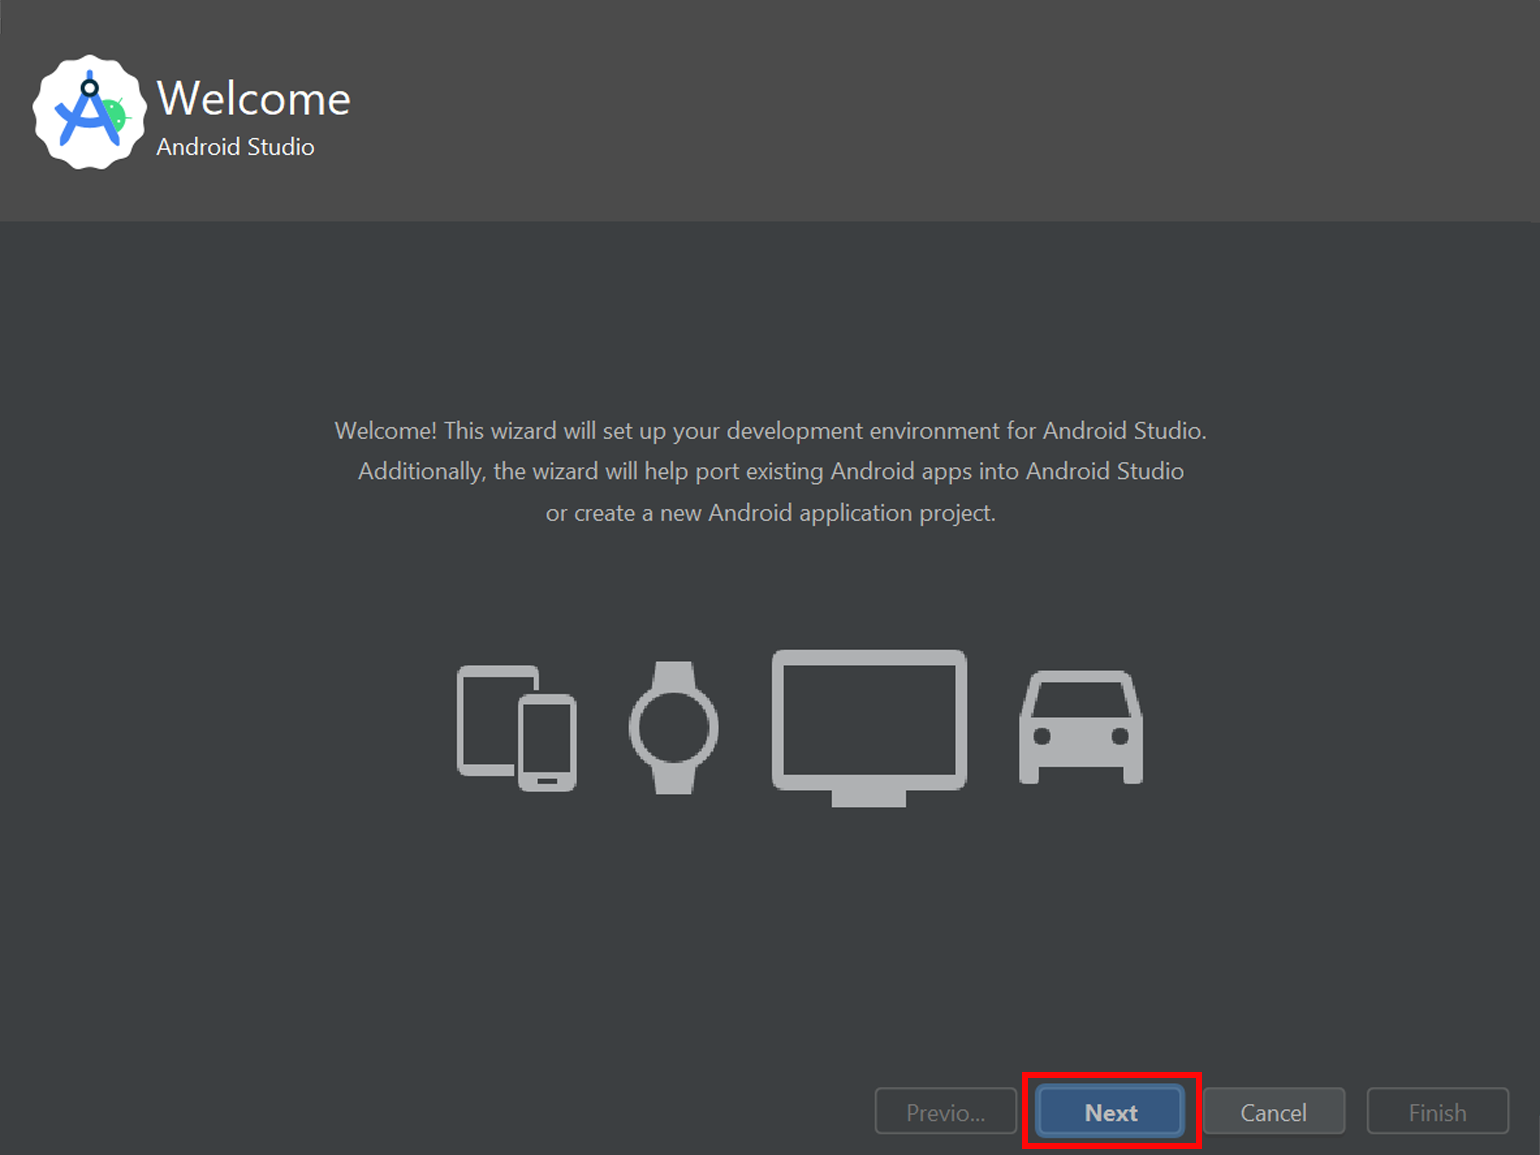 Welcome
Android Studio
Welcome! This wizard will set up your development environment for Android Studio.
Additionally, the wizard will help port existing Android apps into Android Studio
or create a new Android application project.
Previo...
Next
Cancel
Finish